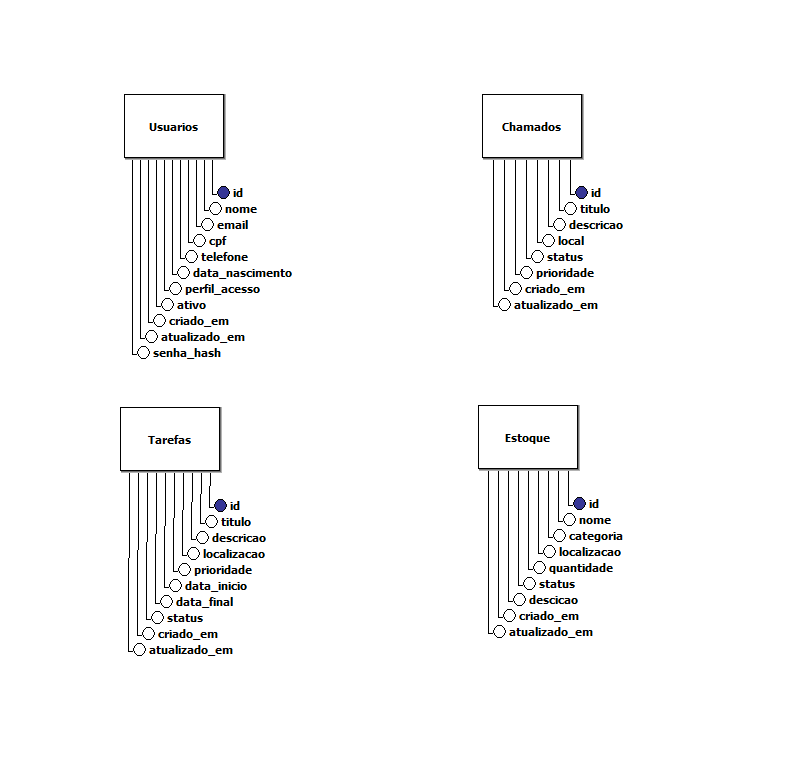 Usuarios
id
nome
email
cpf
telefone
data_nascimento
perfil_acesso
ativo
criado_em
atualizado_em
senha_hash
Chamados
id
titulo
descricao
local
status
prioridade
criado_em
atualizado_em
Tarefas
id
titulo
descricao
localizacao
prioridade
data_inicio
data_final
status
criado_em
atualizado_em
Estoque
id
nome
categoria
localizacao
quantidade
status
descicao
criado_em
atualizado_em